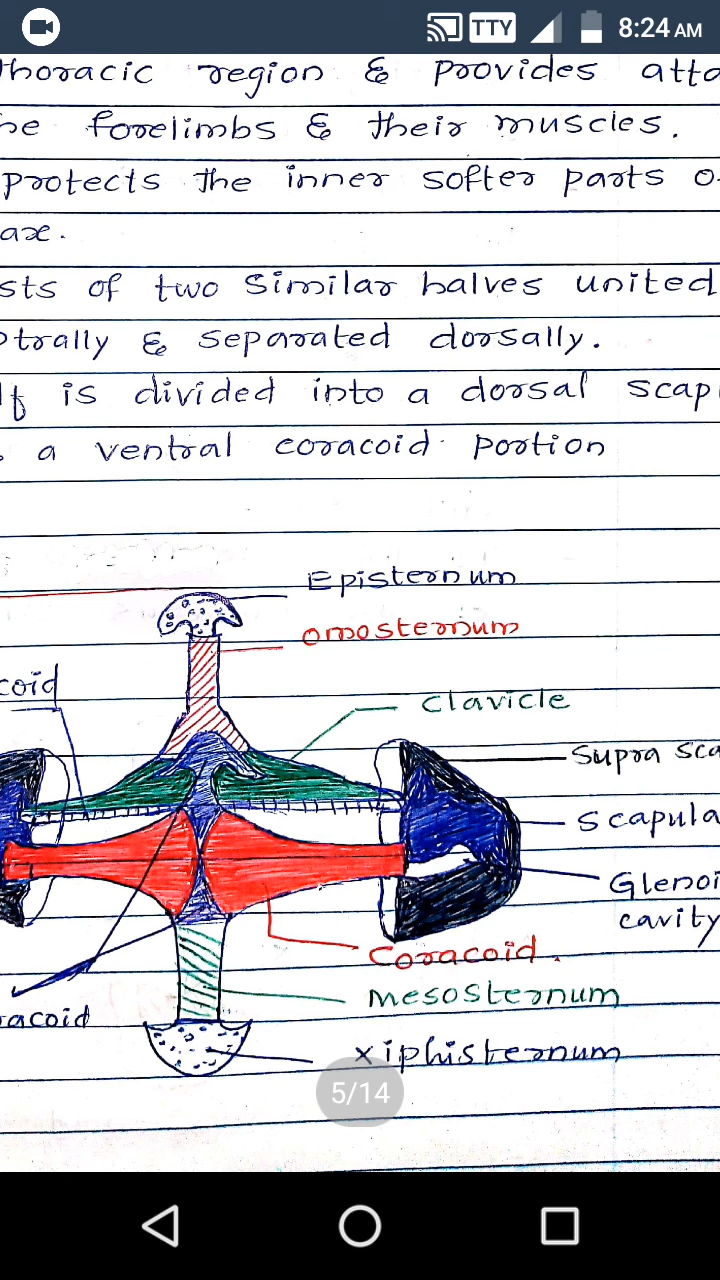 TTY 8:24 AM
thoracic region & provides atta
he forelimbs & their muscles.
protects the inner softer parts o
ax.
sts of two Similar halves united
trally & separated dorsally.
lf is divided into a dorsal scap
a ventral coracoid portion
Episternum
omosternum
coid
clavicle
Supra sca
scapula
Glenoi
cavity
coracoid.
mesosternum
racoid
xiphisternum
5/14